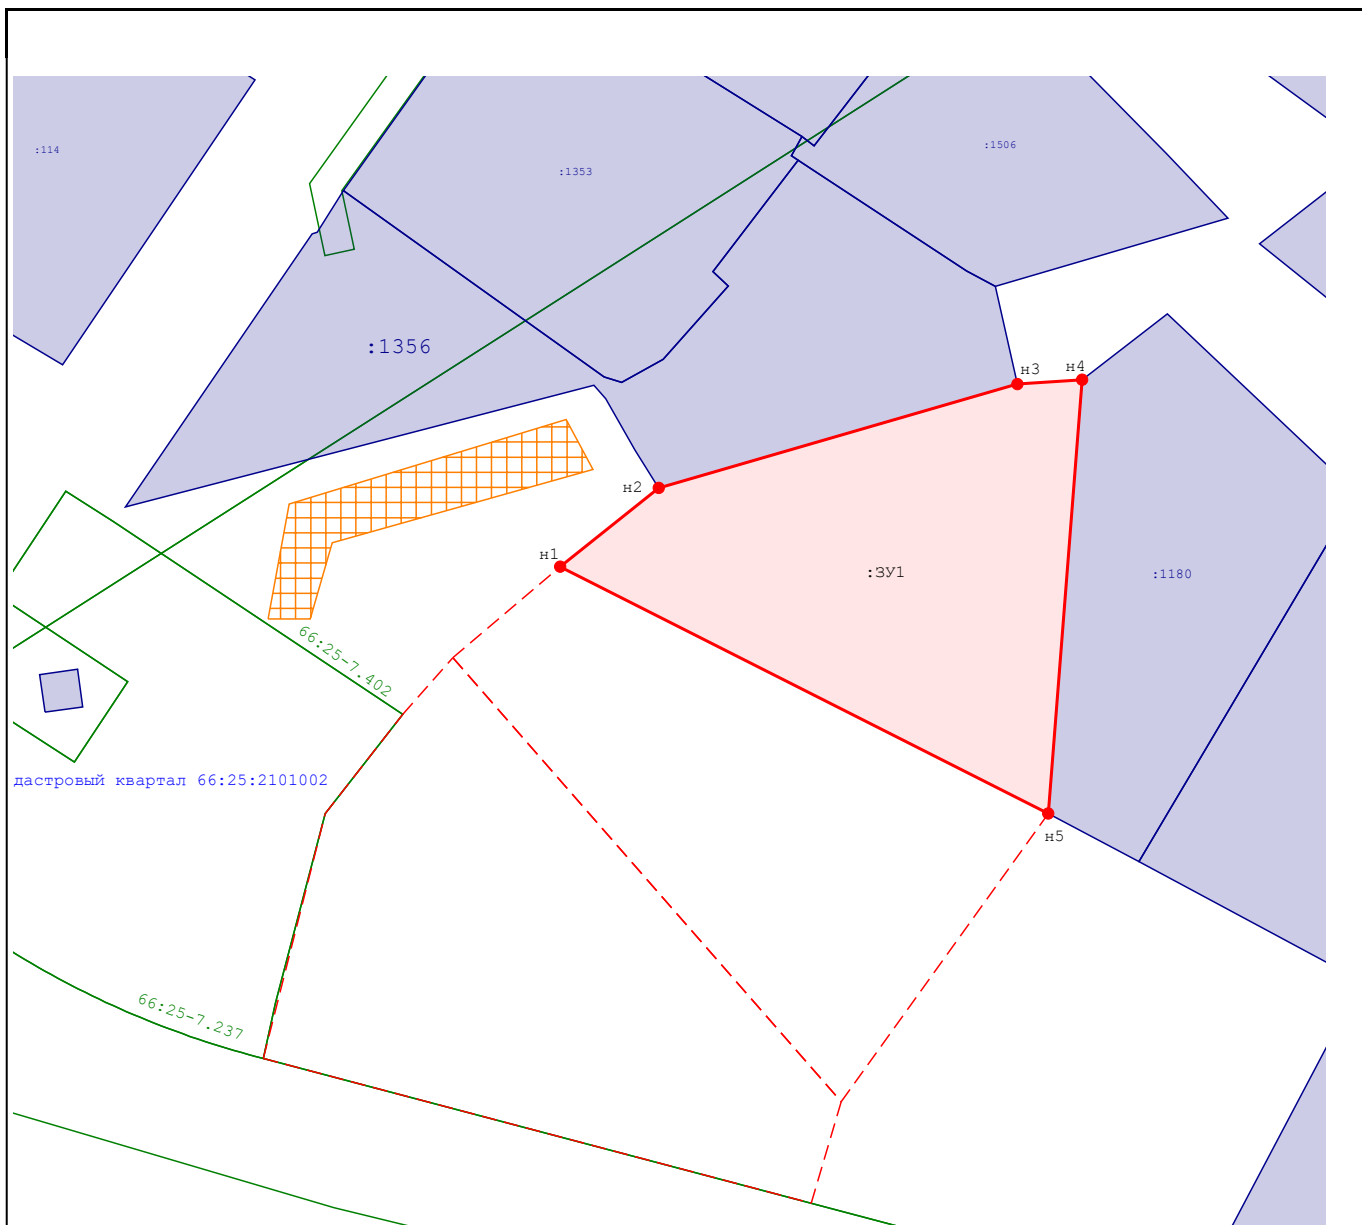 :1506
:114
:1353
:1356
н3
н4
н2
н1
:ЗУ1
:1180
66:25-7.402
дастровый квартал 66:25:2101002
н5
66:25-7.237